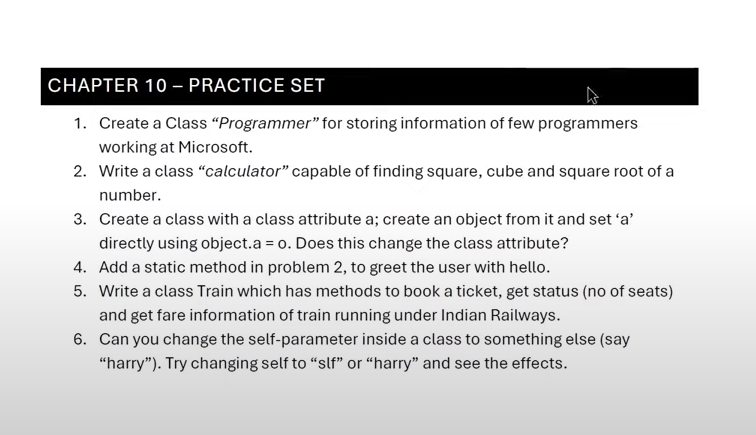 CHAPTER 10 – PRACTICE SET
1. Create a Class “Programmer” for storing information of few programmers
working at Microsoft.
2. Write a class “calculator” capable of finding square, cube and square root of a
number.
3. Create a class with a class attribute a; create an object from it and set ‘a’
directly using object.a = 0. Does this change the class attribute?
4. Add a static method in problem 2, to greet the user with hello.
5. Write a class Train which has methods to book a ticket, get status (no of seats)
and get fare information of train running under Indian Railways.
6. Can you change the self-parameter inside a class to something else (say
“harry”). Try changing self to “slf” or “harry” and see the effects.